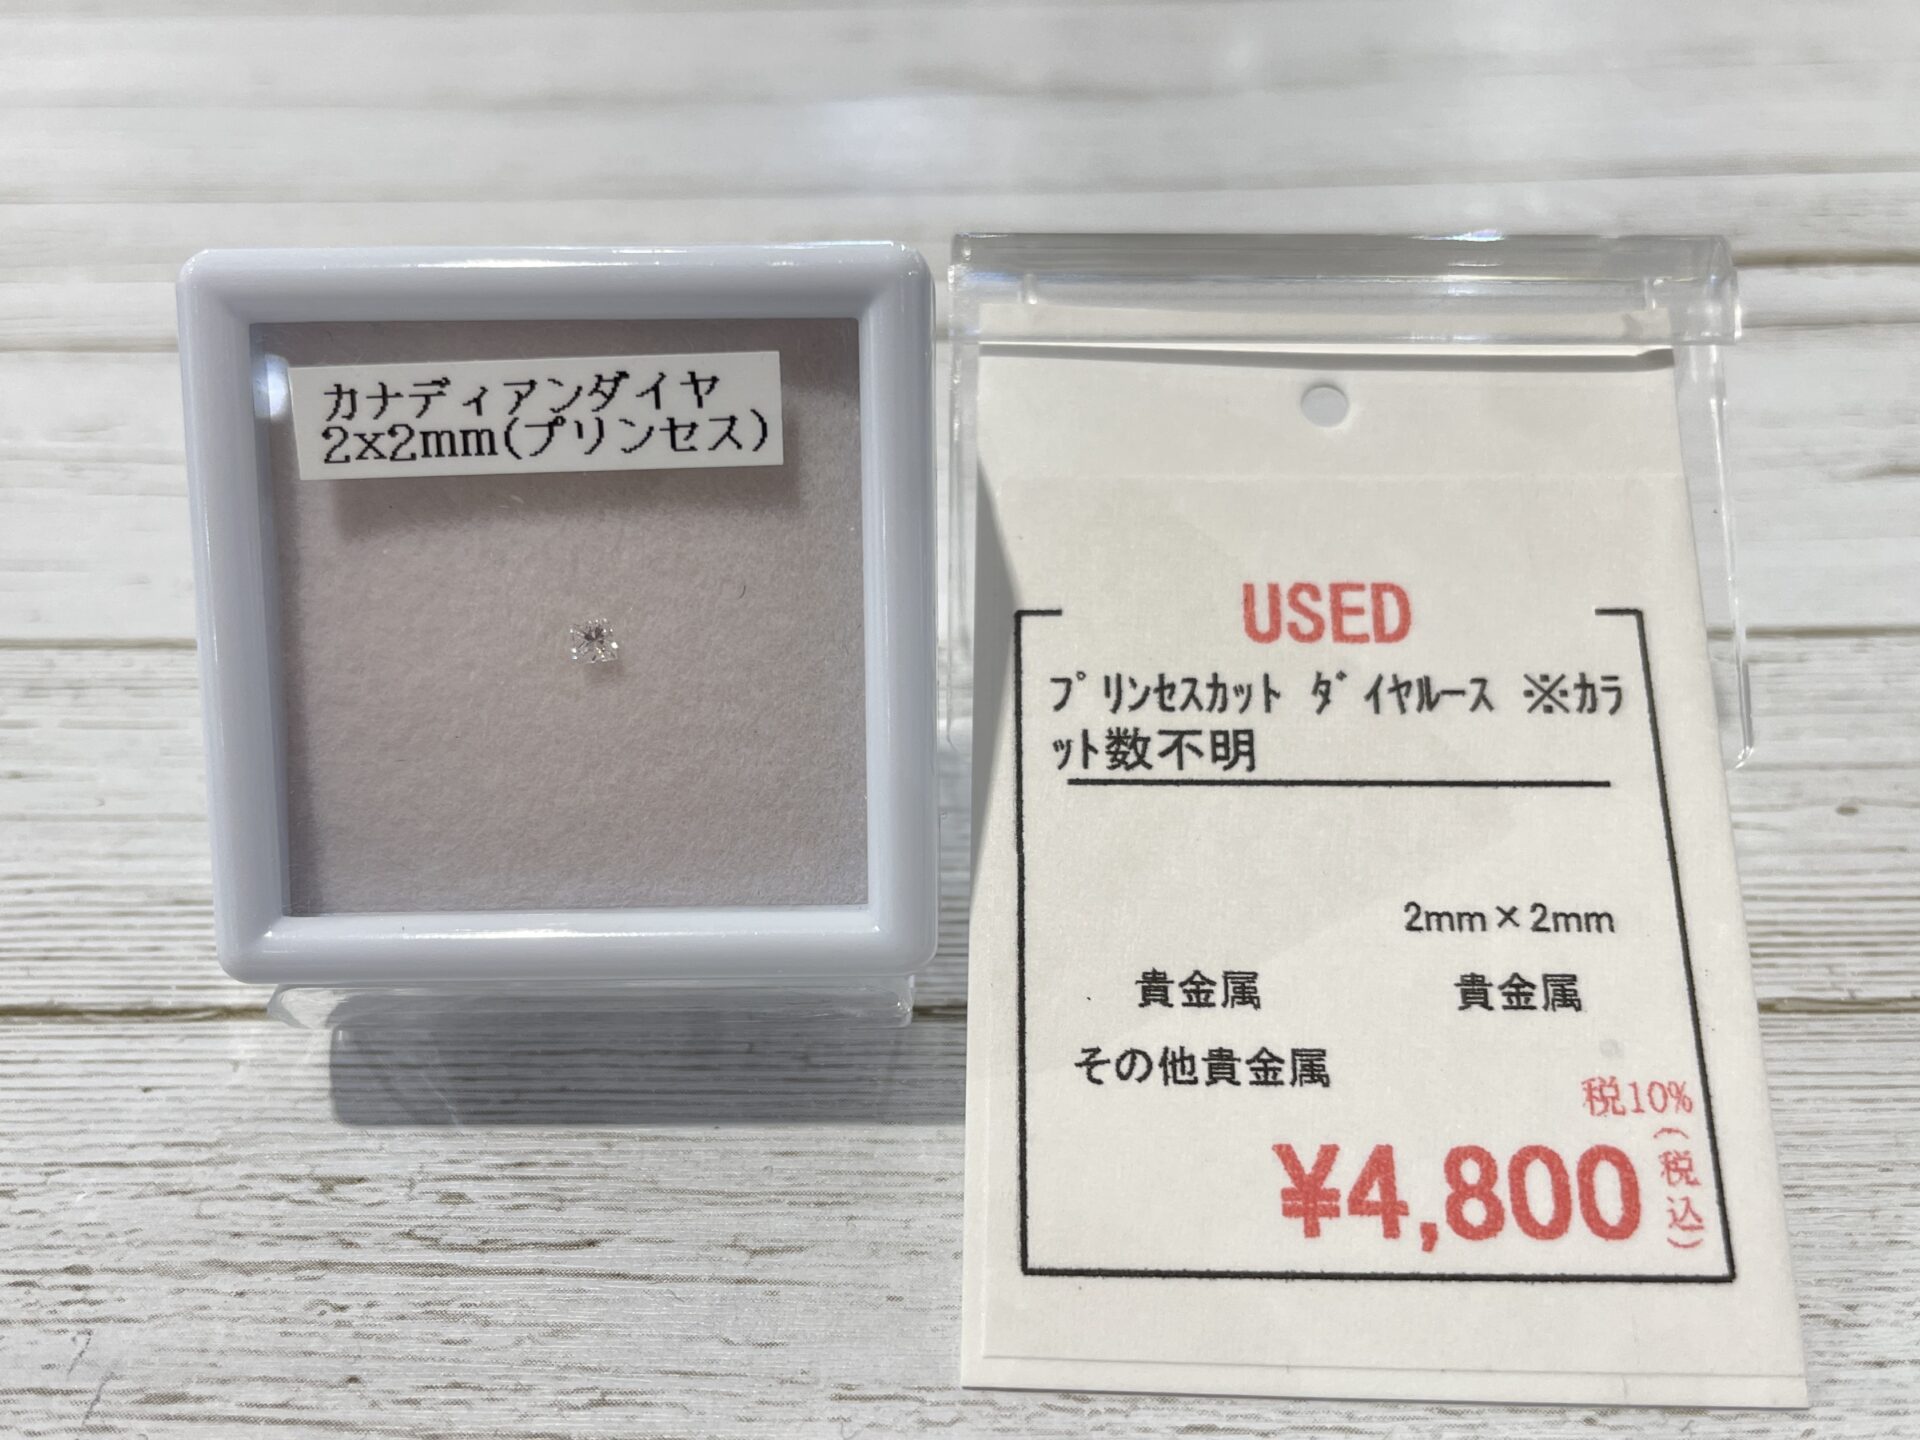 カナディアンダイヤ
2x2mm(プリンセス)
USED
プリンセスカット ダイヤルース ※カラ
ット数不明
2mm×2mm
貴金属 貴金属
その他貴金属
税10%
¥4,800
(税込)